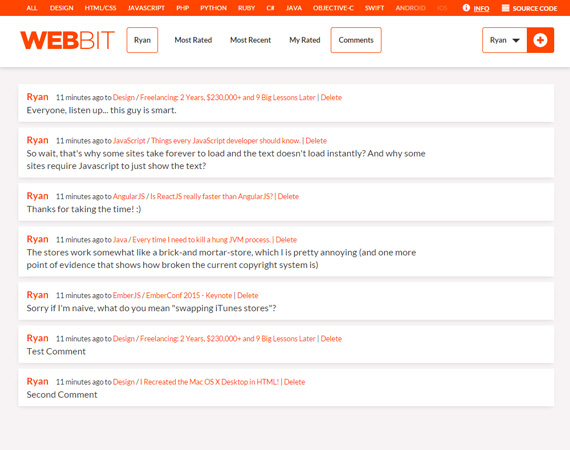 ALL DESIGN HTML/CSS JAVASCRIPT PHP PYTHON RUBY C# JAVA OBJECTIVE-C SWIFT ANDROID IOS INFO SOURCE CODE
WEBBIT Ryan Most Rated Most Recent My Rated Comments Ryan
Ryan 11 minutes ago to Design / Freelancing: 2 Years, $230,000+ and 9 Big Lessons Later | Delete
Everyone, listen up... this guy is smart.
Ryan 11 minutes ago to JavaScript / Things every JavaScript developer should know. | Delete
So wait, that's why some sites take forever to load and the text doesn't load instantly? And why some
sites require Javascript to just show the text?
Ryan 11 minutes ago to AngularJS / Is ReactJS really faster than AngularJS? | Delete
Thanks for taking the time! :)
Ryan 11 minutes ago to Java / Every time I need to kill a hung JVM process. | Delete
The stores work somewhat like a brick-and mortar-store, which I is pretty annoying (and one more
point of evidence that shows how broken the current copyright system is)
Ryan 11 minutes ago to EmberJS / EmberConf 2015 - Keynote | Delete
Sorry if I'm naive, what do you mean "swapping iTunes stores"?
Ryan 11 minutes ago to Design / Freelancing: 2 Years, $230,000+ and 9 Big Lessons Later | Delete
Test Comment
Ryan 11 minutes ago to Design / I Recreated the Mac OS X Desktop in HTML! | Delete
Second Comment